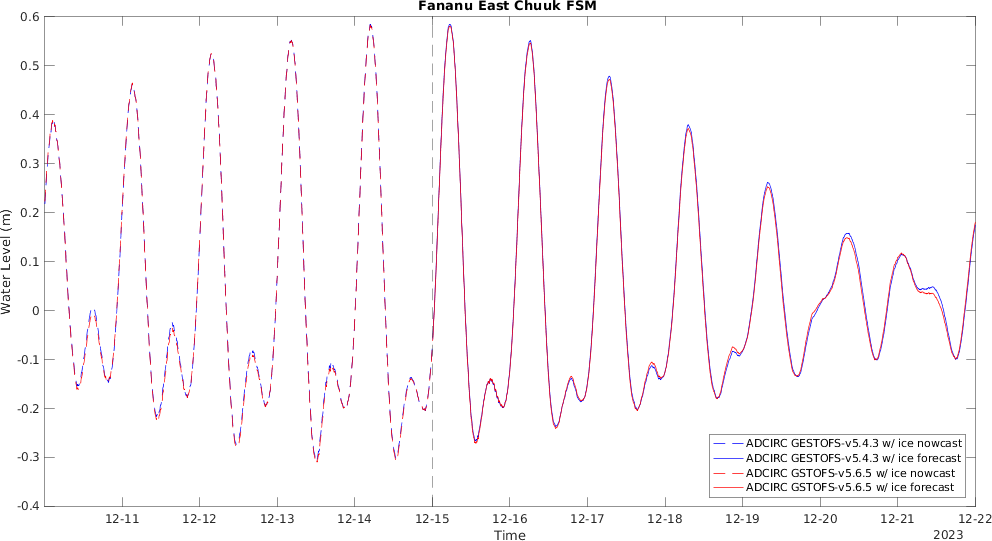 Fananu East Chuuk FSM
Water Level (m)
0.6
0.5
0.4
0.3
0.2
0.1
0
-0.1
-0.2
-0.3
-0.4
ADCIRC GESTOFS-v5.4.3 w/ ice nowcast
ADCIRC GESTOFS-v5.4.3 w/ ice forecast
ADCIRC GSTOFS-v5.6.5 w/ ice nowcast
ADCIRC GSTOFS-v5.6.5 w/ ice forecast
12-11 12-12 12-13 12-14 12-15 12-16 12-17 12-18 12-19 12-20 12-21 12-22
Time
2023